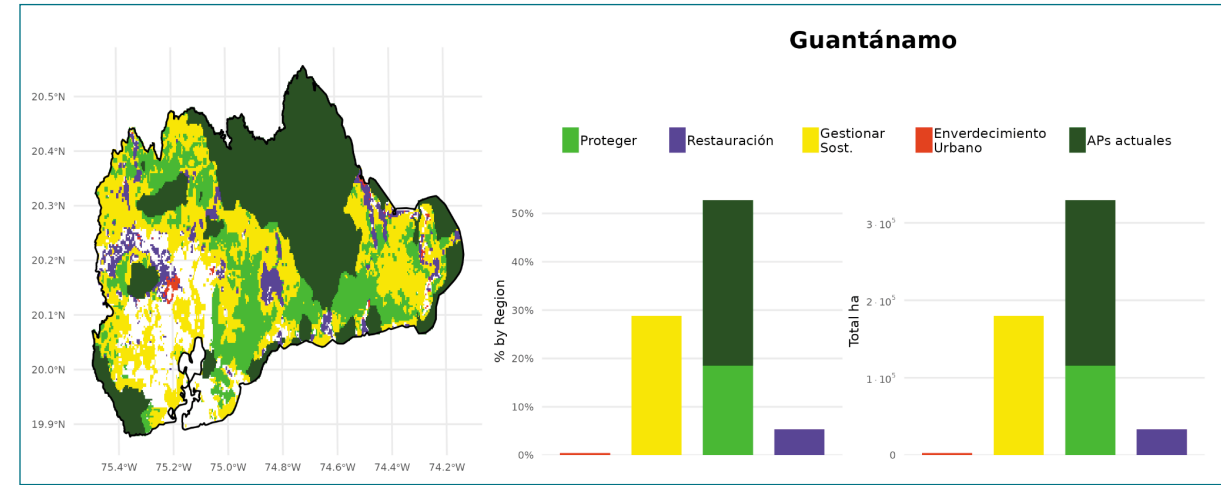 Guantánamo
Proteger
Restauración
Gestionar
Sost.
Enverdecimiento
Urbano
APs actuales
20.5°N
20.4°N
20.3°N
20.2°N
20.1°N
20.0°N
19.9°N
75.4°W 75.2°W 75.0°W 74.8°W 74.6°W 74.4°W 74.2°W
% by Region
50%
40%
30%
20%
10%
0%
Total ha
3·10⁵
2·10⁵
1·10⁵
0